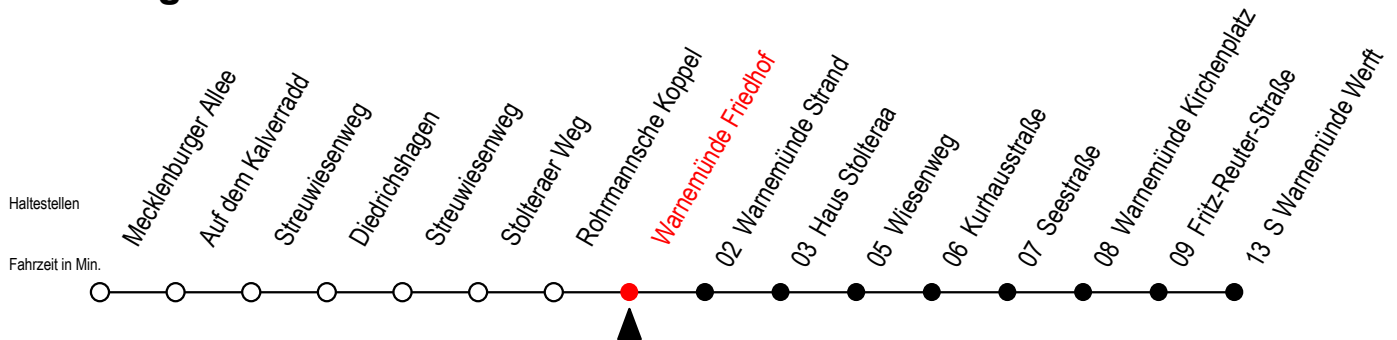 Haltestellen
Fahrzeit in Min.
Mecklenburger Allee
Auf dem Kalverradd
Streuwiesenweg
Diedrichshagen
Streuwiesenweg
Stolteraer Weg
Rohrmannsche Koppel
Warnemünde Friedhof
02 Warnemünde Strand
03 Haus Stolteraa
05 Wiesenweg
06 Kurhausstraße
07 Seestraße
08 Warnemünde Kirchenplatz
09 Fritz-Reuter-Straße
13 S Warnemünde Werft